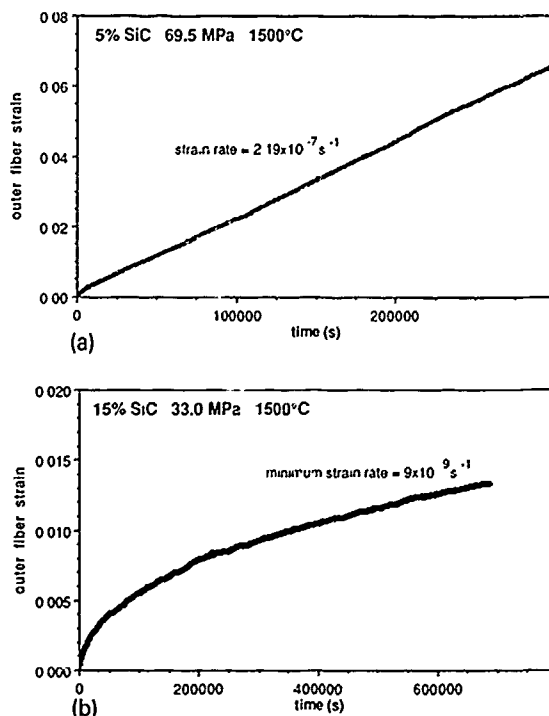 0.08
5% SiC 69.5 MPa 1500°C
0.06
outer fiber strain
strain rate = 2 19x10 -7 s -1
0 04
0 02
0.00
0
100000
200000
time (s)
(a)
0 020
15% SiC 33.0 MPa 1500°C
0 015
minimum strain rate = 9x10 9 s -1
outer fiber strain
0 010
0 005
0 000
0
200000
400000
600000
time (s)
(b)